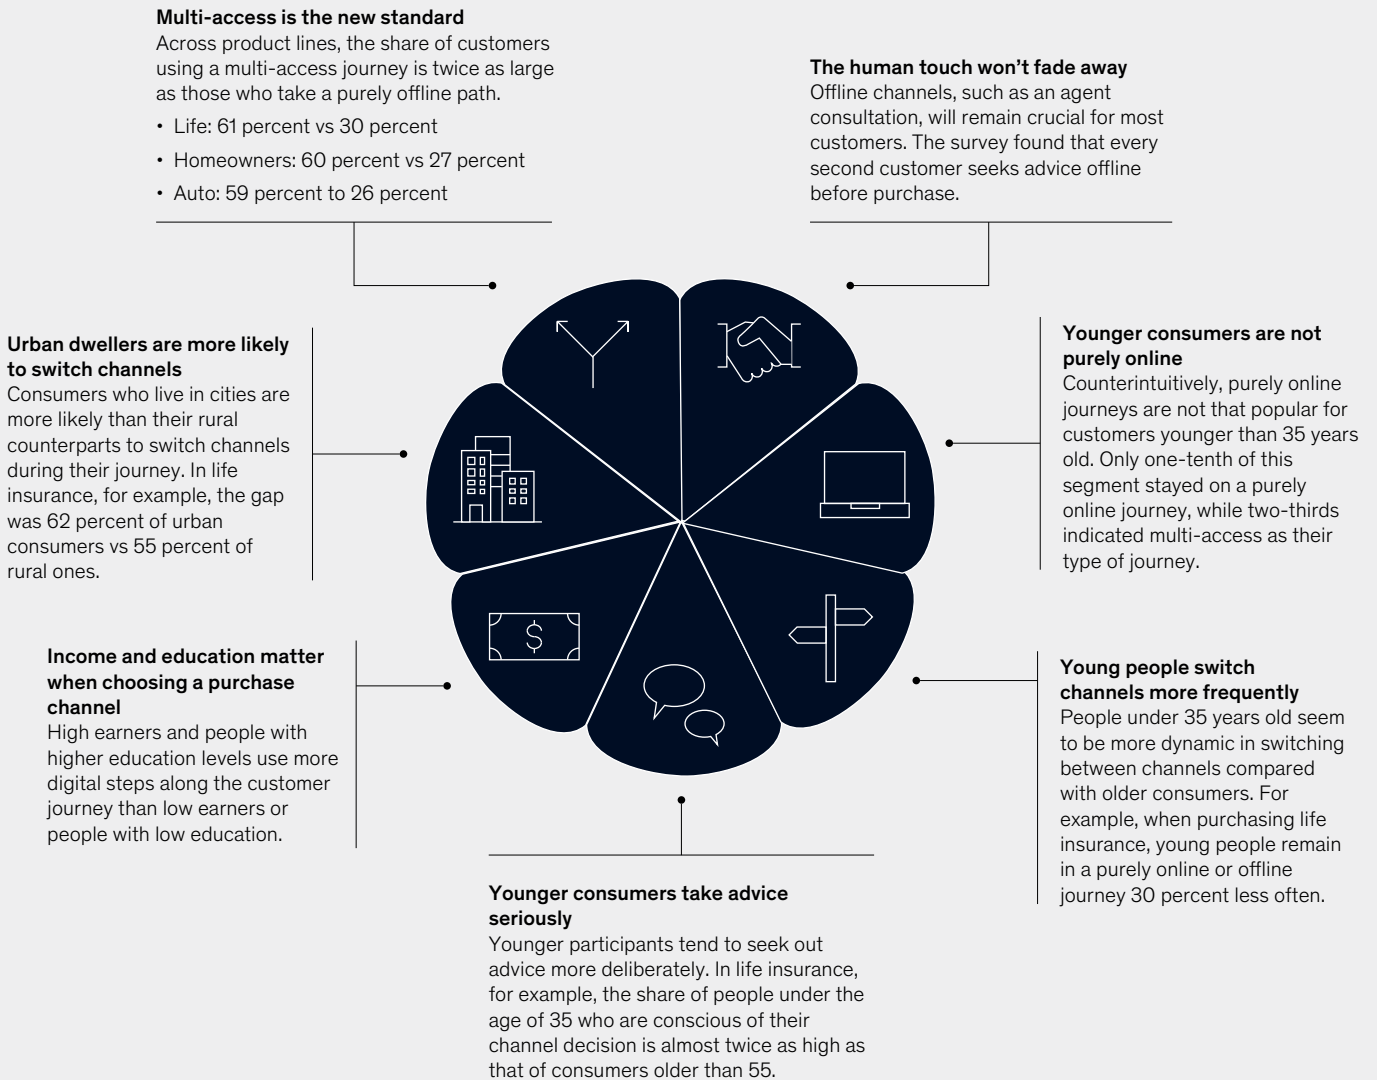 Multi-access is the new standard
Across product lines, the share of customers
using a multi-access journey is twice as large
as those who take a purely offline path.
• Life: 61 percent vs 30 percent
• Homeowners: 60 percent vs 27 percent
• Auto: 59 percent to 26 percent
The human touch won’t fade away
Offline channels, such as an agent
consultation, will remain crucial for most
customers. The survey found that every
second customer seeks advice offline
before purchase.
Younger consumers are not
purely online
Counterintuitively, purely online
journeys are not that popular for
customers younger than 35 years
old. Only one-tenth of this
segment stayed on a purely
online journey, while two-thirds
indicated multi-access as their
type of journey.
Young people switch
channels more frequently
People under 35 years old seem
to be more dynamic in switching
between channels compared
with older consumers. For
example, when purchasing life
insurance, young people remain
in a purely online or offline
journey 30 percent less often.
Younger consumers take advice
seriously
Younger participants tend to seek out
advice more deliberately. In life insurance,
for example, the share of people under the
age of 35 who are conscious of their
channel decision is almost twice as high as
that of consumers older than 55.
Income and education matter
when choosing a purchase
channel
High earners and people with
higher education levels use more
digital steps along the customer
journey than low earners or
people with low education.
Urban dwellers are more likely
to switch channels
Consumers who live in cities are
more likely than their rural
counterparts to switch channels
during their journey. In life
insurance, for example, the gap
was 62 percent of urban
consumers vs 55 percent of
rural ones.
$